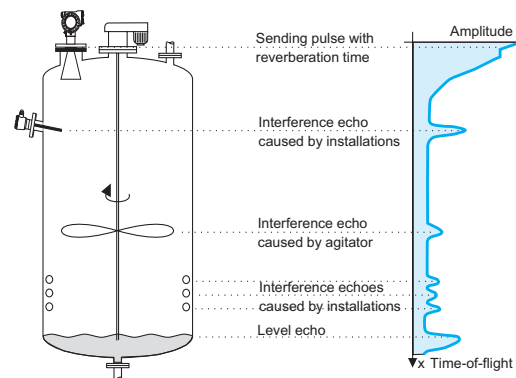 Amplitude
Sending pulse with
reverberation time
Interference echo
caused by installations
Interference echo
caused by agitator
Interference echoes
caused by installations
Level echo
x Time-of-flight